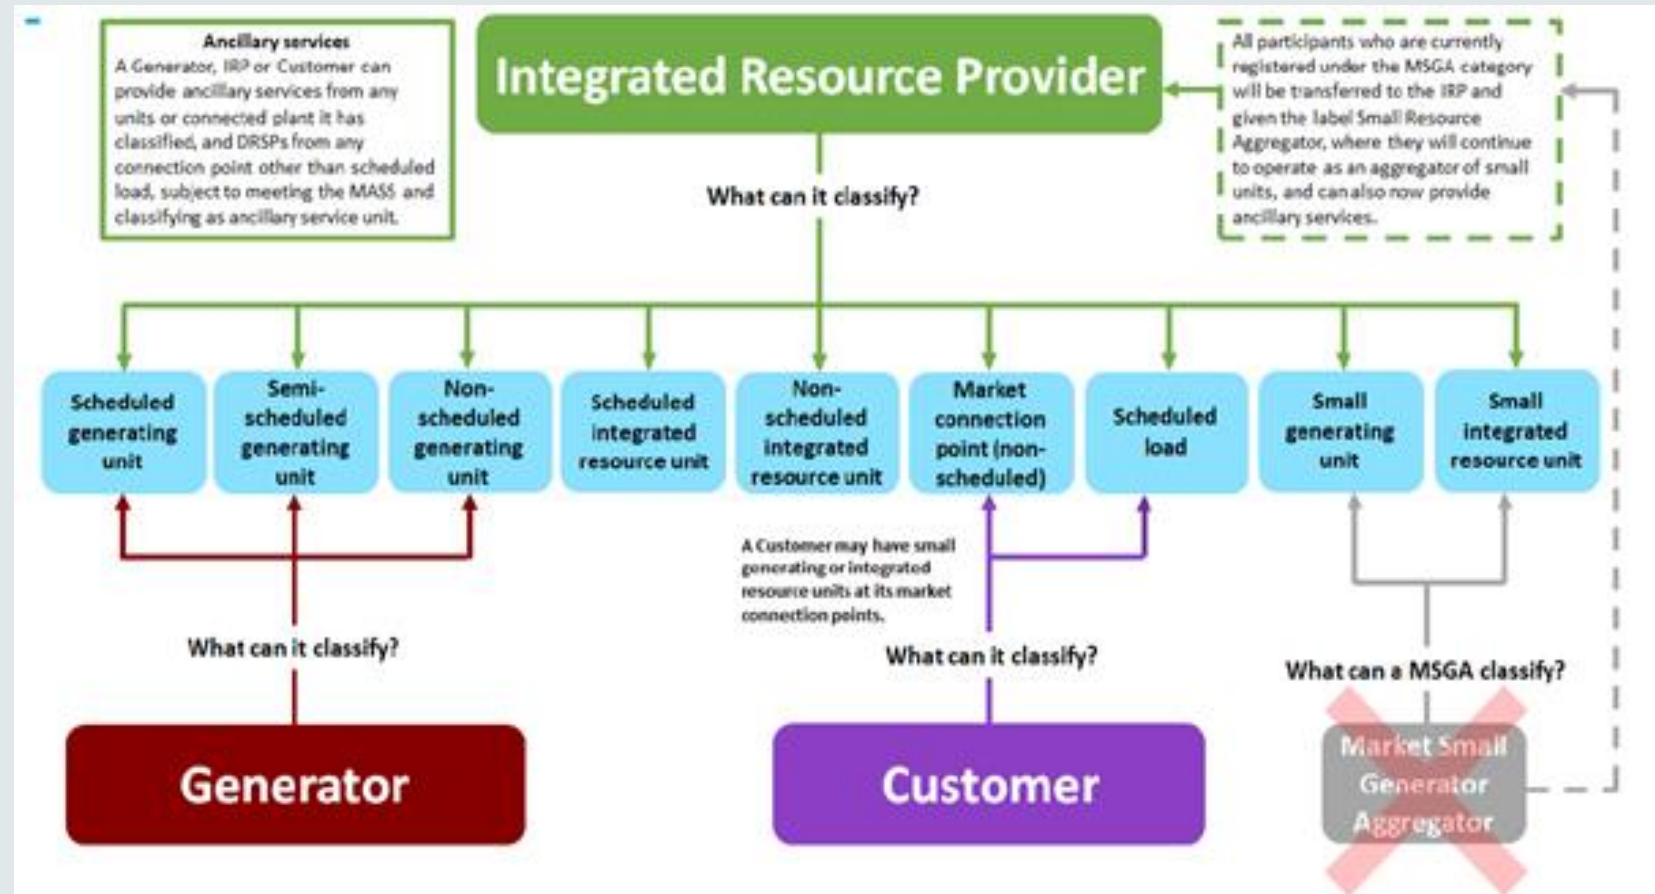 Ancillary services
A Generator, IRP or Customer can
provide ancillary services from any
units or connected plant it has
classified, and DRSPs from any
connection point other than scheduled
load, subject to meeting the MASS and
classifying as ancillary service unit.
Integrated Resource Provider
All participants who are currently
registered under the MSGA category
will be transferred to the IRP and
given the label Small Resource
Aggregator, where they will continue
to operate as an aggregator of small
units, and can also now provide
ancillary services.
What can it classify?
Scheduled
generating
unit
Semi-
scheduled
generating
unit
Non-
scheduled
generating
unit
Scheduled
integrated
resource unit
Non-
scheduled
integrated
resource unit
Market
connection
point (non-
scheduled)
Scheduled
load
Small
generating
unit
Small
integrated
resource unit
A Customer may have small
generating or integrated
resource units at its market
connection points.
What can it classify?
What can it classify?
What can a MSGA classify?
Generator
Customer
Market Small
Generator
Aggregator